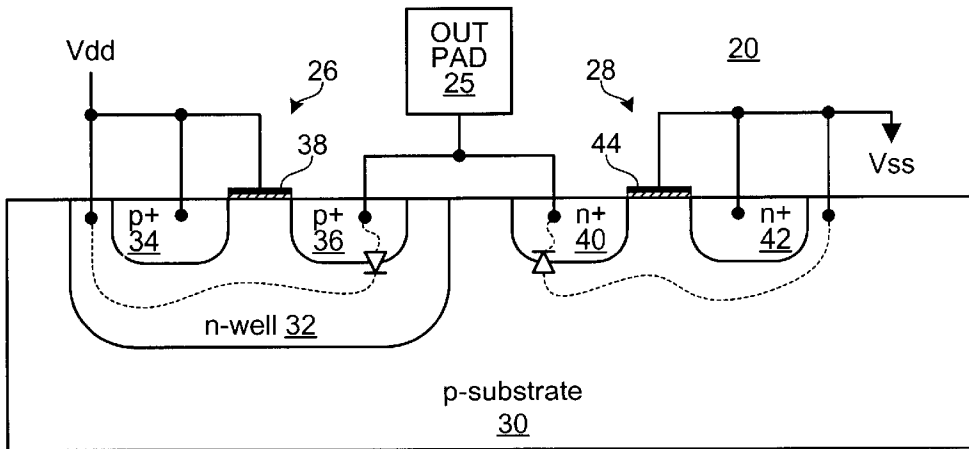 Vdd
26
OUT
PAD
25
28
20
38
44
Vss
p+
34
p+
36
n+
40
n+
42
n-well 32
p-substrate
30